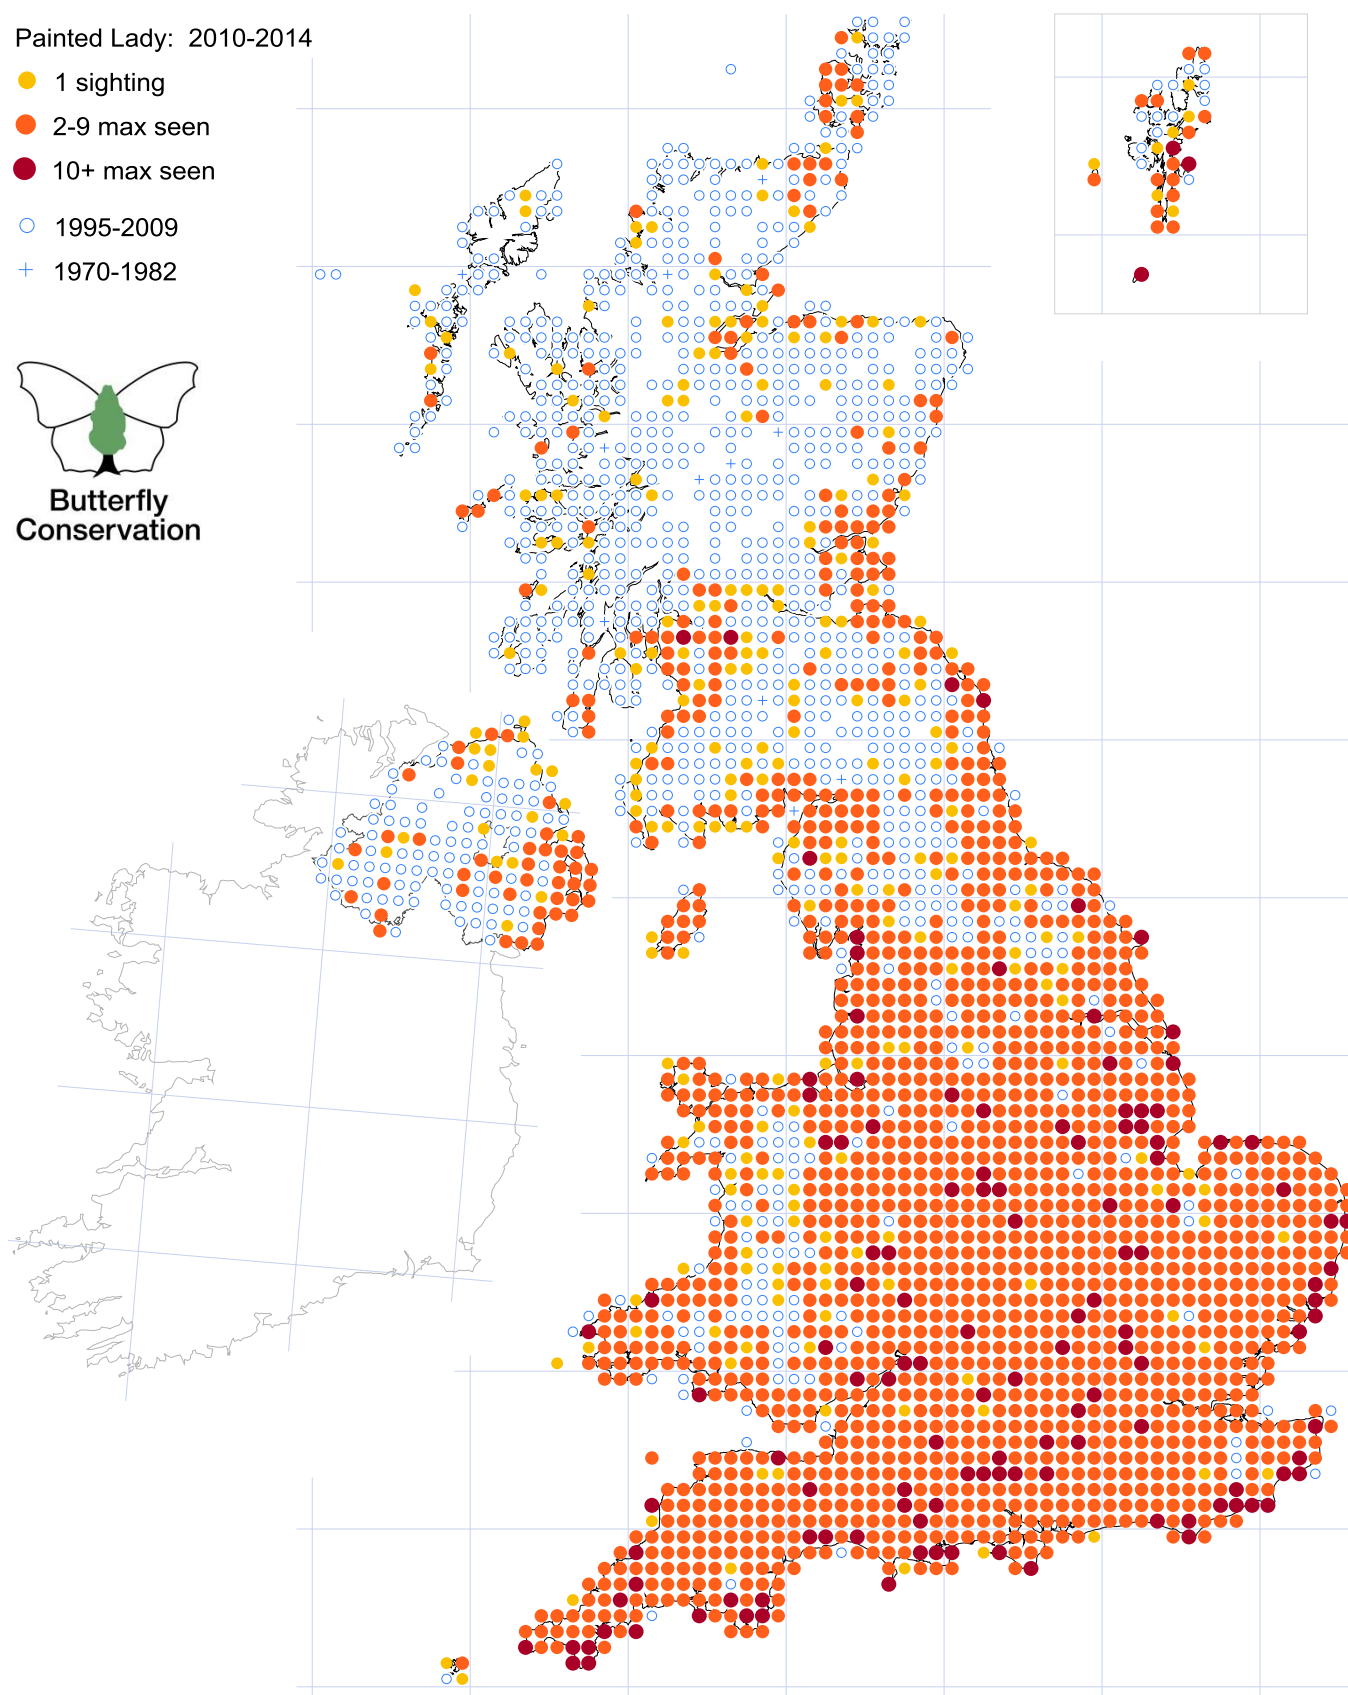 Painted Lady: 2010-2014
1 sighting
2-9 max seen
10+ max seen
1995-2009
1970-1982
Butterfly
Conservation